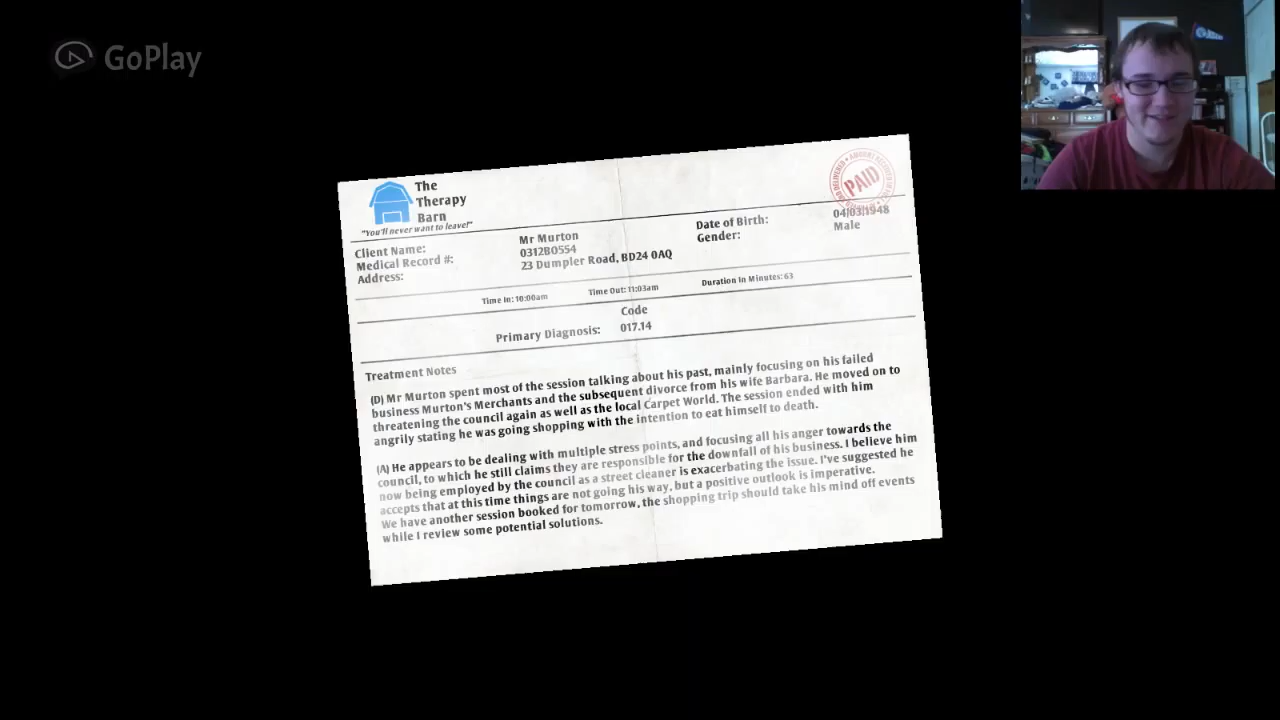 GoPlay
The
Therapy
Barn
"You'll never want to leave!"
PAID
Client Name: Mr Murton Date of Birth: 04/03/1948
Medical Record #: 0312B0554 Gender: Male
Address: 23 Dumpler Road, BD24 0AQ
Time In: 10:00am Time Out: 11:03am Duration In Minutes: 63
Code
Primary Diagnosis: 017.14
Treatment Notes
(D) Mr Murton spent most of the session talking about his past, mainly focusing on his failed
business Murton's Merchants and the subsequent divorce from his wife Barbara. He moved on to
threatening the council again as well as the local Carpet World. The session ended with him
angrily stating he was going shopping with the intention to eat himself to death.
(A) He appears to be dealing with multiple stress points, and focusing all his anger towards the
council, to which he still claims they are responsible for the downfall of his business. I believe him
now being employed by the council as a street cleaner is exacerbating the issue. I've suggested he
accepts that at this time things are not going his way, but a positive outlook is imperative.
We have another session booked for tomorrow, the shopping trip should take his mind off events
while I review some potential solutions.